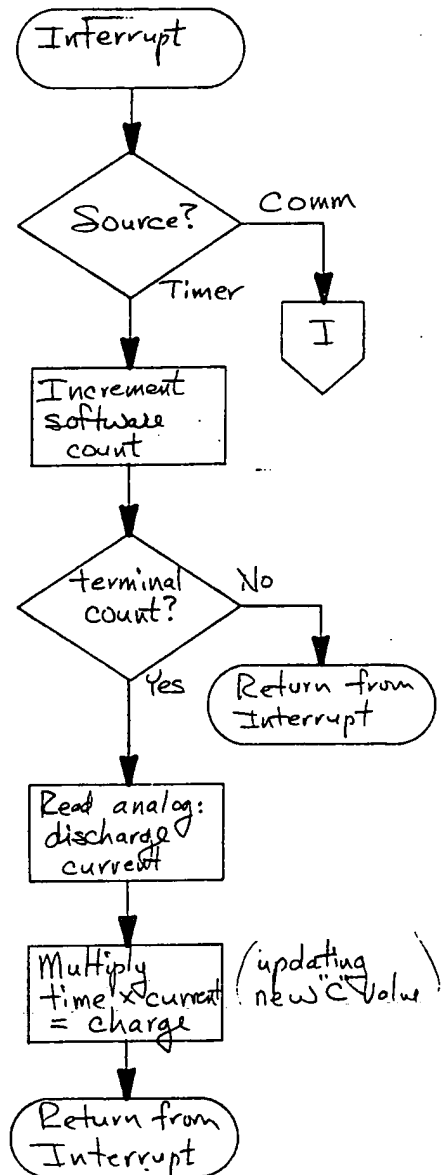 Interrupt
Source?
Comm
Timer
I
Increment
software
count
terminal
count?
No
Yes
Return from
Interrupt
Read analog:
discharge
current
Multiply
time × current
= charge
(updating
new "C" Value)
Return from
Interrupt